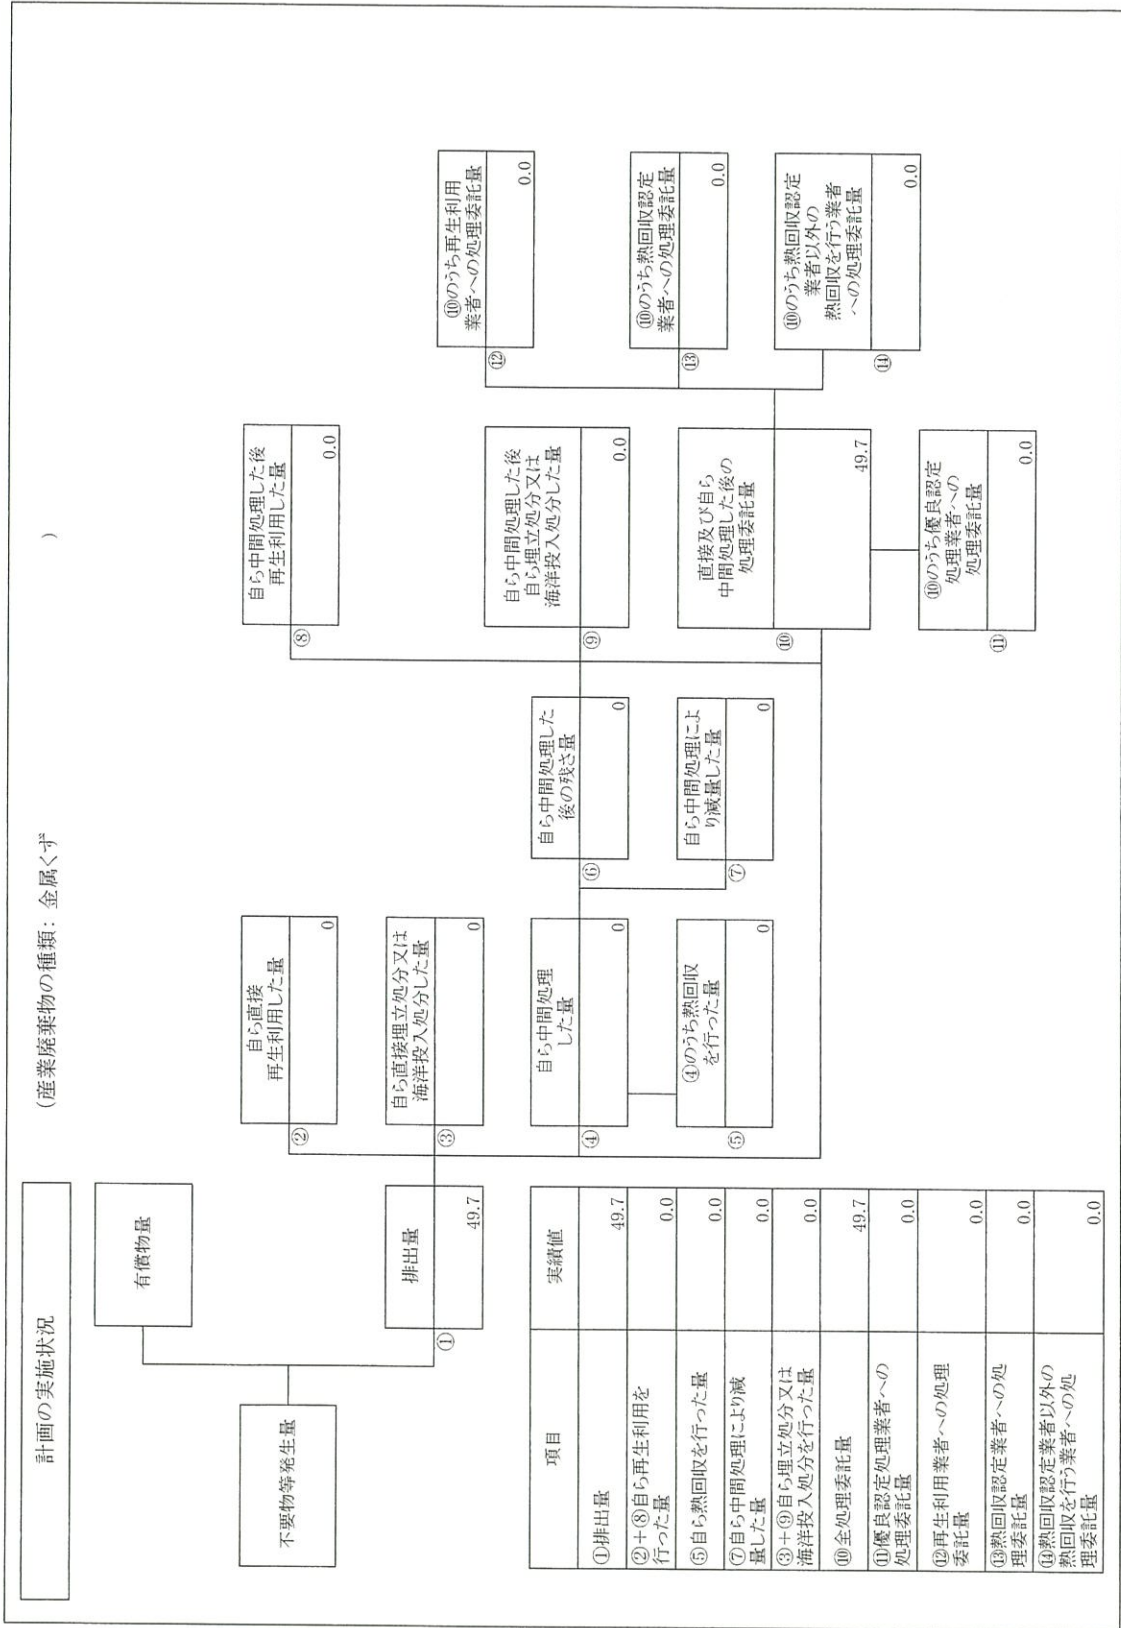 計画の実施状況
(産業廃棄物の種類: 金属くず )
有償物量
不要物等発生量
①
排出量
49.7
②
自ら直接
再生利用した量
0
③
自ら直接埋立処分又は
海洋投入処分した量
0
④
自ら中間処理
した量
0
⑤
④のうち熱回収
を行った量
0
⑥
自ら中間処理した
後の残さ量
0
⑦
自ら中間処理によ
り減量した量
0
⑧
自ら中間処理した後
再生利用した量
0.0
⑨
自ら中間処理した後
自ら埋立処分又は
海洋投入処分した量
0.0
⑩
直接及び自ら
中間処理した後の
処理委託量
49.7
⑪
⑩のうち優良認定
処理業者への
処理委託量
0.0
⑫
⑩のうち再生利用
業者への処理委託量
0.0
⑬
⑩のうち熱回収認定
業者への処理委託量
0.0
⑭
⑩のうち熱回収認定
業者以外の
熱回収を行う業者
への処理委託量
0.0
項目 実績値
①排出量 49.7
②+⑧自ら再生利用を
行った量 0.0
⑤自ら熱回収を行った量 0.0
⑦自ら中間処理により減
量した量 0.0
③+⑨自ら埋立処分又は
海洋投入処分を行った量 0.0
⑩全処理委託量 49.7
⑪優良認定処理業者への
処理委託量 0.0
⑫再生利用業者への処理
委託量 0.0
⑬熱回収認定業者への処
理委託量 0.0
⑭熱回収認定業者以外の
熱回収を行う業者への処
理委託量 0.0